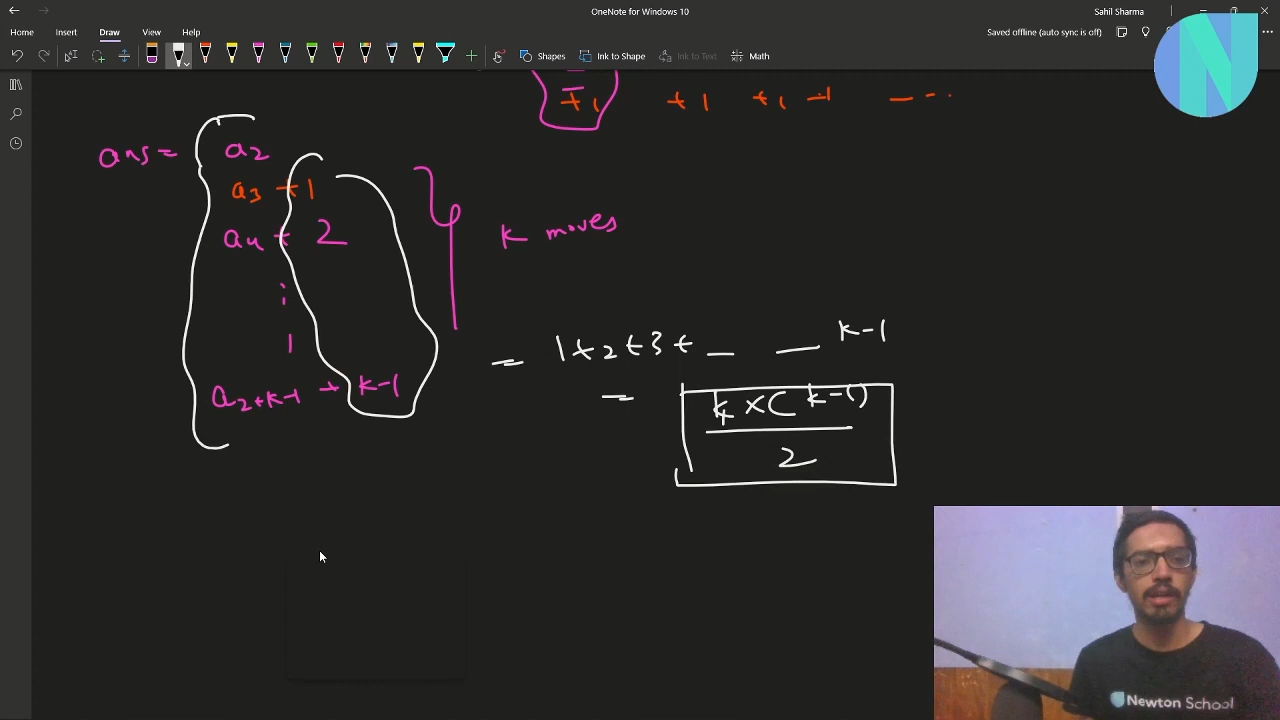 OneNote for Windows 10
Sahil Sharma
Home Insert Draw View Help
Saved offline (auto sync is off)
Shapes Ink to Shape Ink to Text Math
+1 +1 +1 +1 - - .
ans = a2
a3 + 1
a4 + 2
a2+k-1 + k-1
k moves
= 1+2+3+ _ _ k-1
= k×(k-1)
2
Newton School